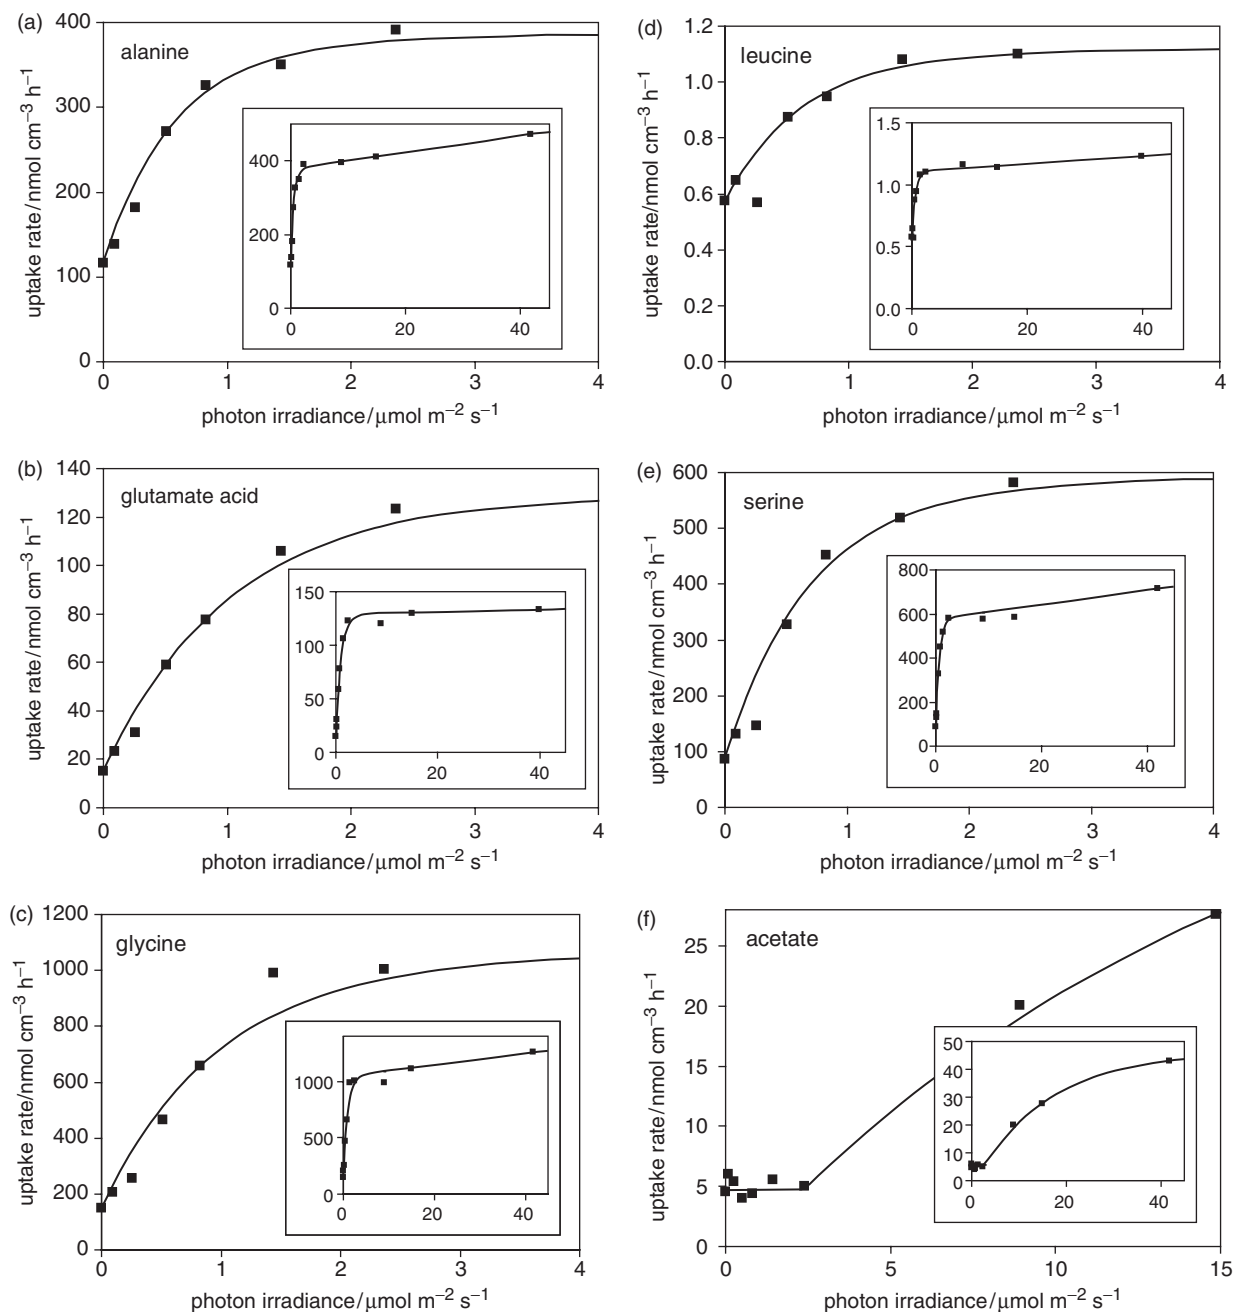 (a)
alanine
400
300
200
100
0
uptake rate/nmol cm⁻³ h⁻¹
400
200
0
0 20 40
0 1 2 3 4
photon irradiance/μmol m⁻² s⁻¹
(b)
glutamate acid
140
120
100
80
60
40
20
0
uptake rate/nmol cm⁻³ h⁻¹
150
100
50
0
0 20 40
0 1 2 3 4
photon irradiance/μmol m⁻² s⁻¹
(c)
glycine
1200
1000
800
600
400
200
0
uptake rate/nmol cm⁻³ h⁻¹
1000
500
0
0 20 40
0 1 2 3 4
photon irradiance/μmol m⁻² s⁻¹
(d)
leucine
1.2
1.0
0.8
0.6
0.4
0.2
0.0
uptake rate/nmol cm⁻³ h⁻¹
1.5
1.0
0.5
0.0
0 20 40
0 1 2 3 4
photon irradiance/μmol m⁻² s⁻¹
(e)
serine
600
500
400
300
200
100
0
uptake rate/nmol cm⁻³ h⁻¹
800
600
400
200
0
0 20 40
0 1 2 3 4
photon irradiance/μmol m⁻² s⁻¹
(f)
acetate
25
20
15
10
5
0
uptake rate/nmol cm⁻³ h⁻¹
50
40
30
20
10
0
0 20 40
0 5 10 15
photon irradiance/μmol m⁻² s⁻¹